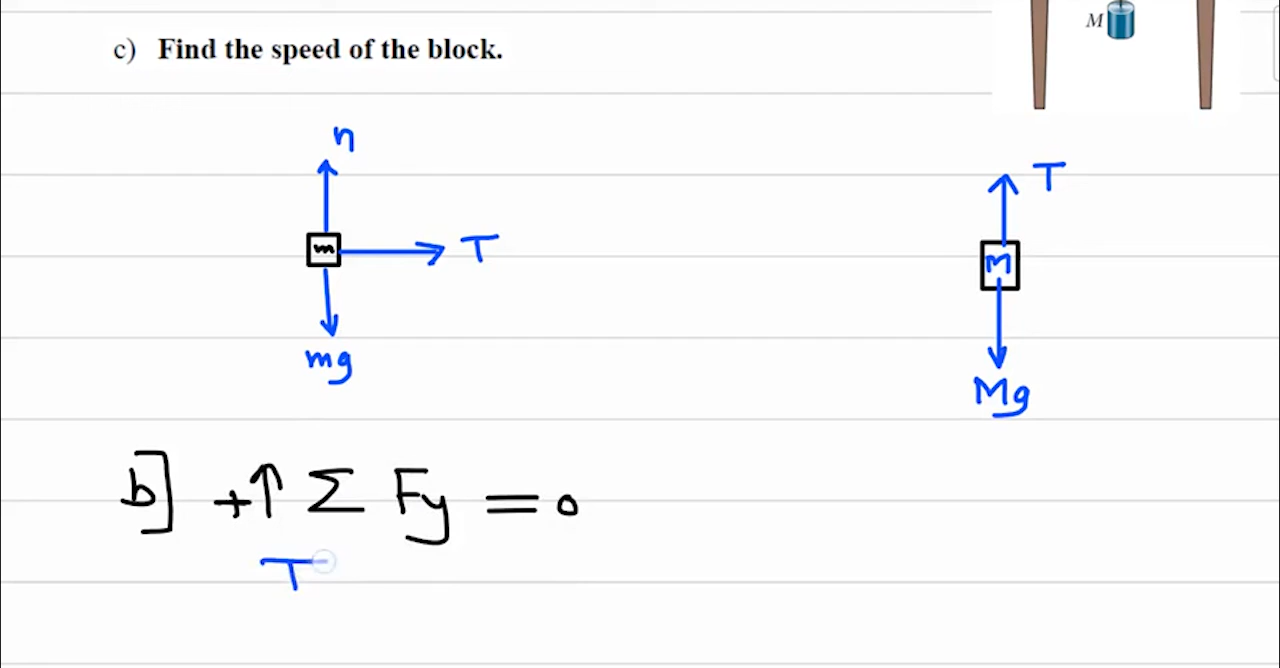 M
c) Find the speed of the block.
n
T
m
T
M
mg
Mg
b] +↑ Σ Fy = 0
T